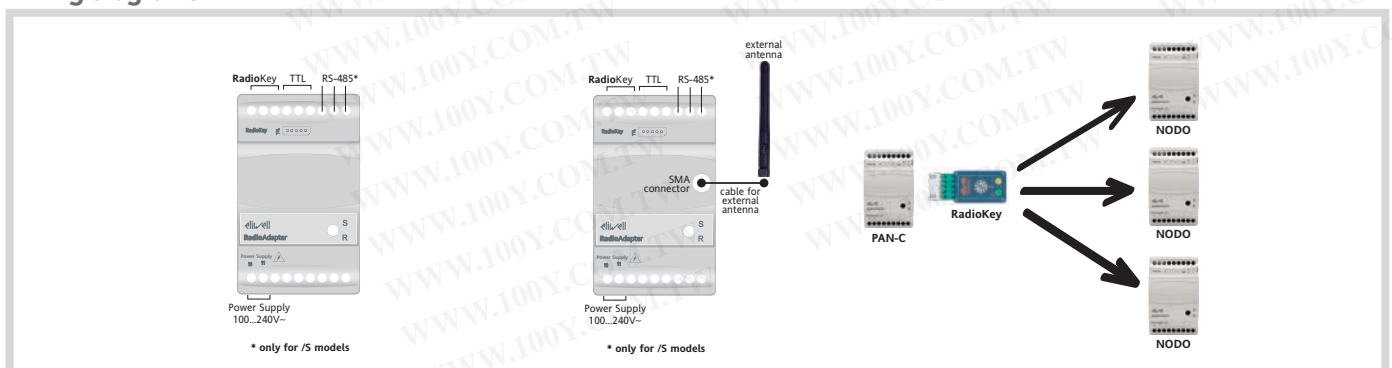 RadioKey TTL RS-485*
RadioKey
eliwell
RadioAdapter
S
R
Power Supply
Power Supply
100...240V~
* only for /S models
external
antenna
RadioKey TTL RS-485*
RadioKey
SMA
connector
cable for
external
antenna
eliwell
RadioAdapter
S
R
Power Supply
Power Supply
100...240V~
* only for /S models
PAN-C
RadioKey
NODO
NODO
NODO
WWW.100Y.COM.TW